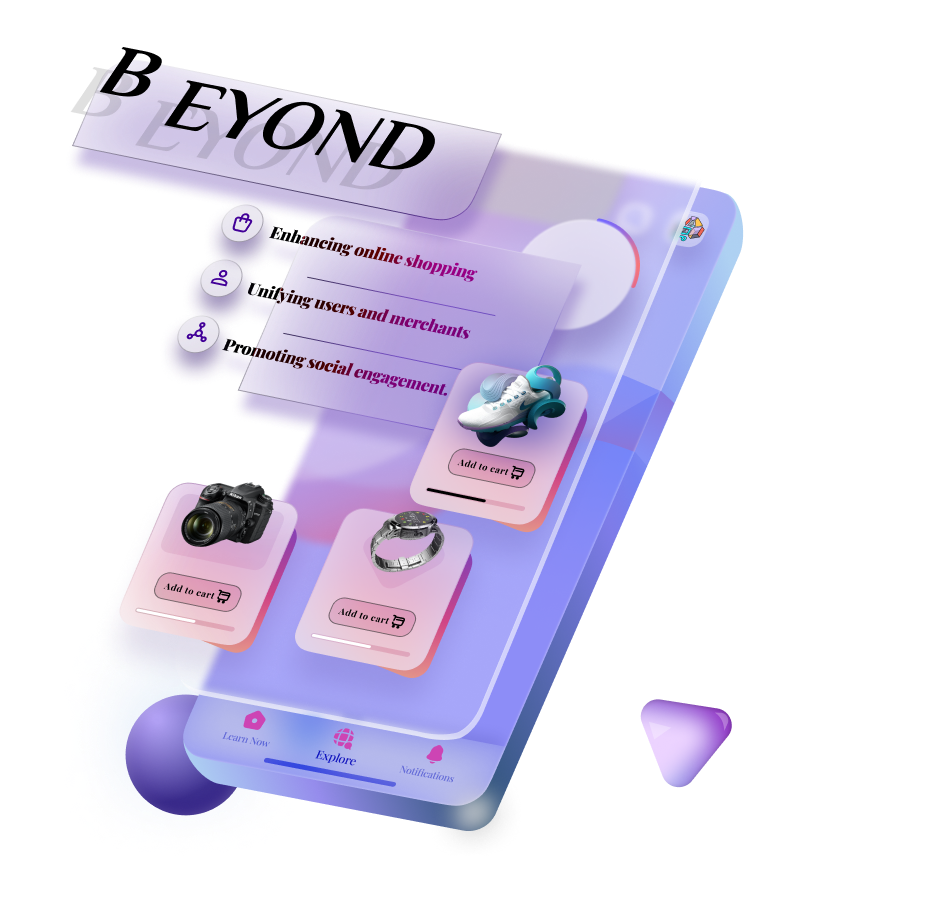 B EYOND
Enhancing online shopping
Unifying users and merchants
Promoting social engagement.
Add to cart
Nikon
Add to cart
Add to cart
Learn Now
Explore
Notifications